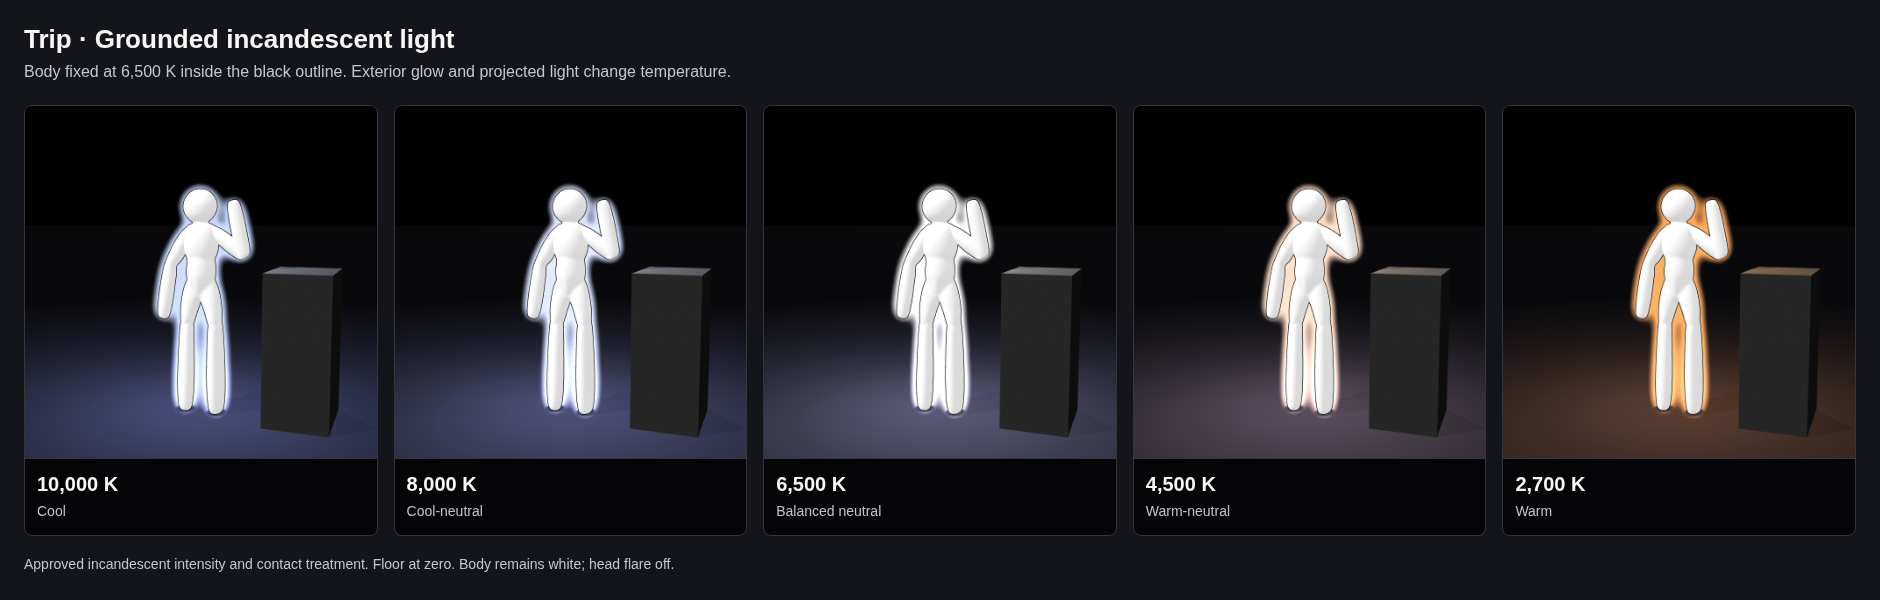 Trip · Grounded incandescent light
Body fixed at 6,500 K inside the black outline. Exterior glow and projected light change temperature.
10,000 K
Cool
8,000 K
Cool-neutral
6,500 K
Balanced neutral
4,500 K
Warm-neutral
2,700 K
Warm
Approved incandescent intensity and contact treatment. Floor at zero. Body remains white; head flare off.